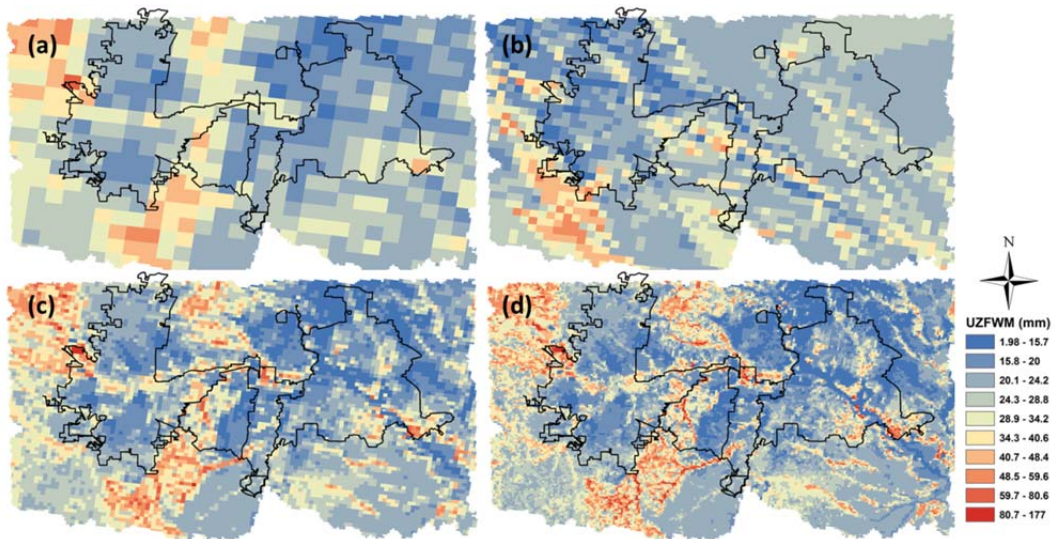 (a)
(b)
N
(c)
(d)
UZFWM (mm)
1.98 - 15.7
15.8 - 20
20.1 - 24.2
24.3 - 28.8
28.9 - 34.2
34.3 - 40.6
40.7 - 48.4
48.5 - 59.6
59.7 - 80.6
80.7 - 177